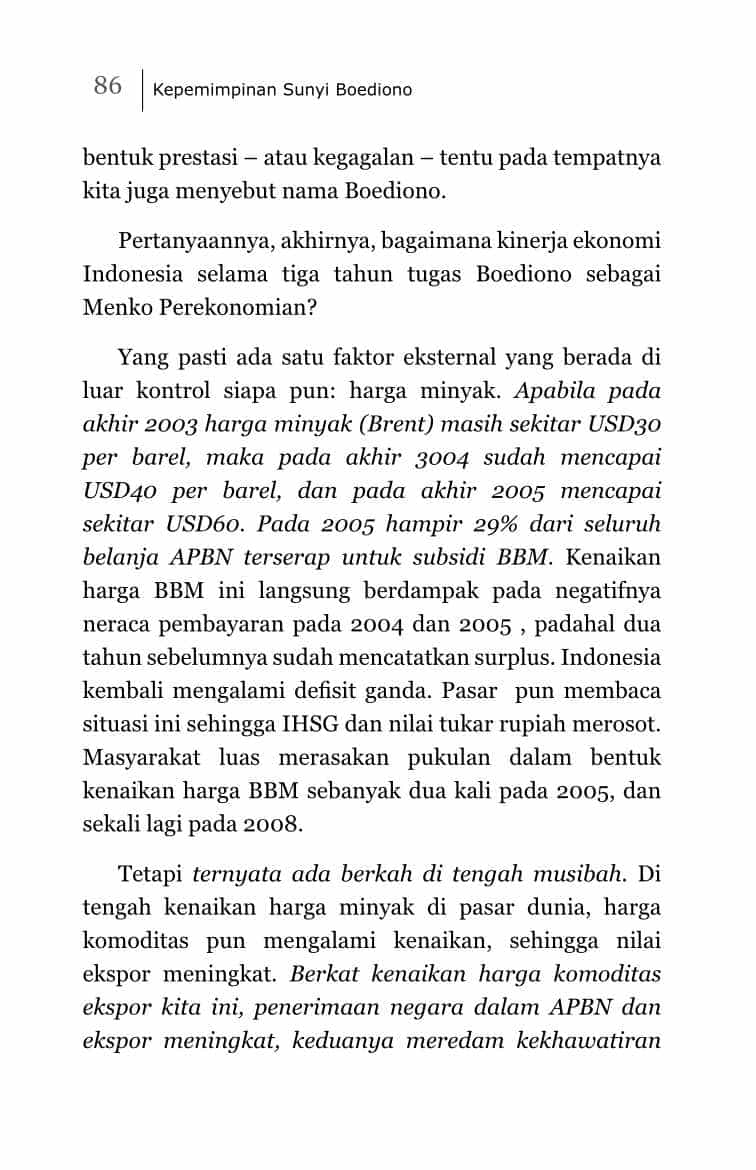 86
Kepemimpinan Sunyi Boediono
bentuk prestasi – atau kegagalan – tentu pada tempatnya
kita juga menyebut nama Boediono.
Pertanyaannya, akhirnya, bagaimana kinerja ekonomi
Indonesia selama tiga tahun tugas Boediono sebagai
Menko Perekonomian?
Yang pasti ada satu faktor eksternal yang berada di
luar kontrol siapa pun: harga minyak. Apabila pada
akhir 2003 harga minyak (Brent) masih sekitar USD30
per barel, maka pada akhir 3004 sudah mencapai
USD40 per barel, dan pada akhir 2005 mencapai
sekitar USD60. Pada 2005 hampir 29% dari seluruh
belanja APBN terserap untuk subsidi BBM. Kenaikan
harga BBM ini langsung berdampak pada negatifnya
neraca pembayaran pada 2004 dan 2005 , padahal dua
tahun sebelumnya sudah mencatatkan surplus. Indonesia
kembali mengalami defisit ganda. Pasar  pun membaca
situasi ini sehingga IHSG dan nilai tukar rupiah merosot.
Masyarakat luas merasakan pukulan dalam bentuk
kenaikan harga BBM sebanyak dua kali pada 2005, dan
sekali lagi pada 2008.
Tetapi ternyata ada berkah di tengah musibah. Di
tengah kenaikan harga minyak di pasar dunia, harga
komoditas pun mengalami kenaikan, sehingga nilai
ekspor meningkat. Berkat kenaikan harga komoditas
ekspor kita ini, penerimaan negara dalam APBN dan
ekspor meningkat, keduanya meredam kekhawatiran